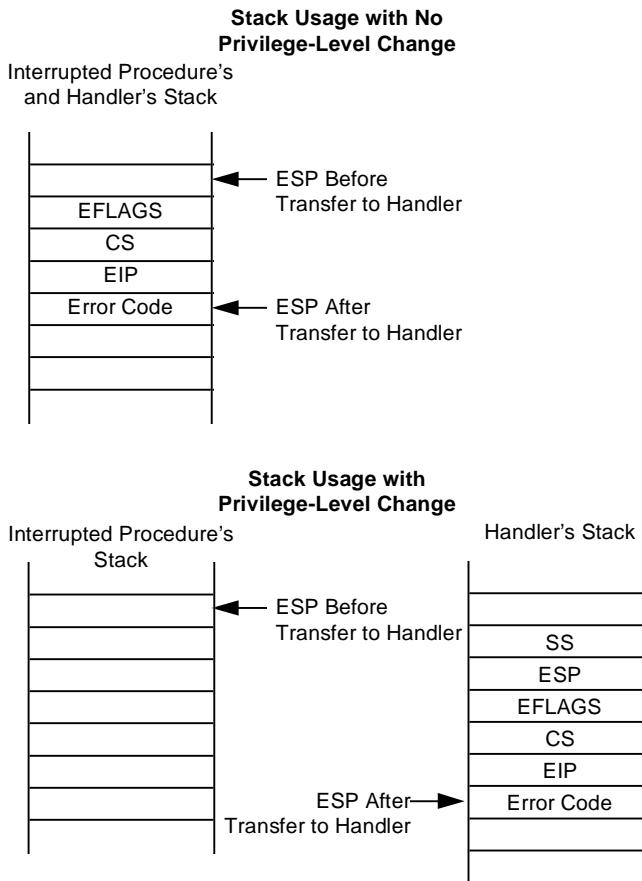 Stack Usage with No
Privilege-Level Change
Interrupted Procedure's
and Handler's Stack
ESP Before
Transfer to Handler
EFLAGS
CS
EIP
Error Code
ESP After
Transfer to Handler
Stack Usage with
Privilege-Level Change
Interrupted Procedure's
Stack
Handler's Stack
ESP Before
Transfer to Handler
SS
ESP
EFLAGS
CS
EIP
ESP After
Transfer to Handler
Error Code